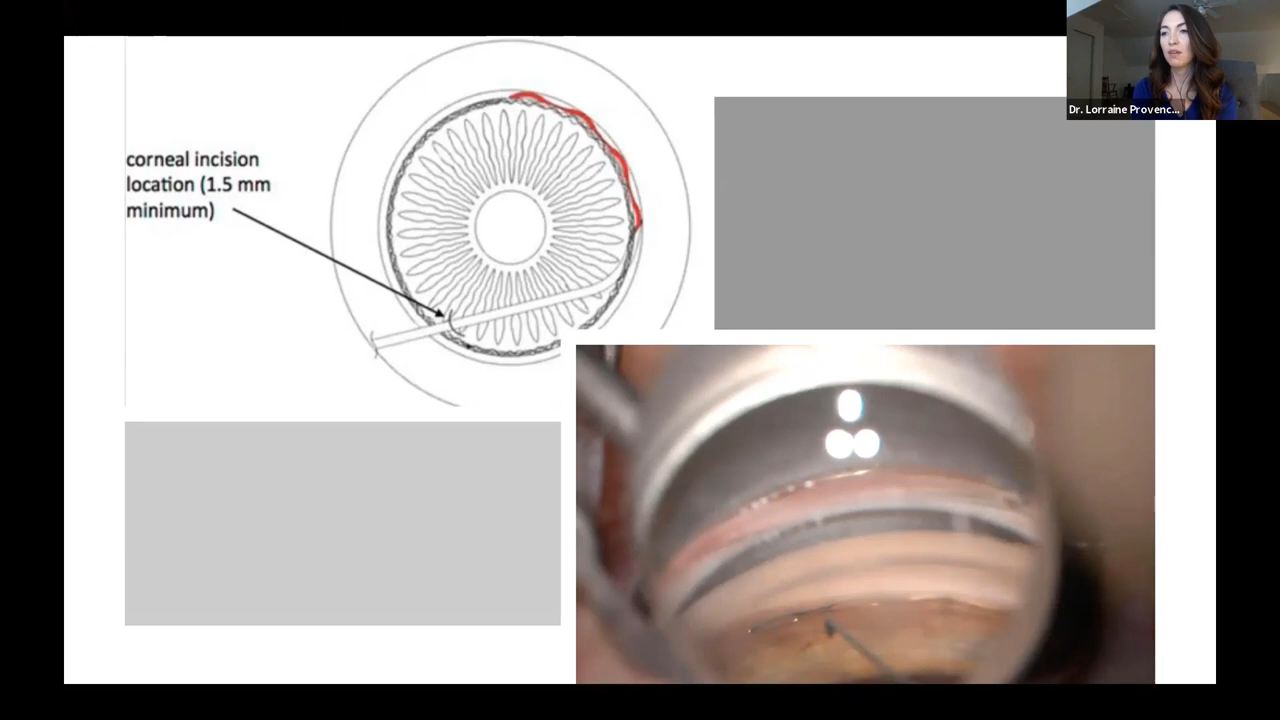 corneal incision
location (1.5 mm
minimum)
Dr. Lorraine Provenc...